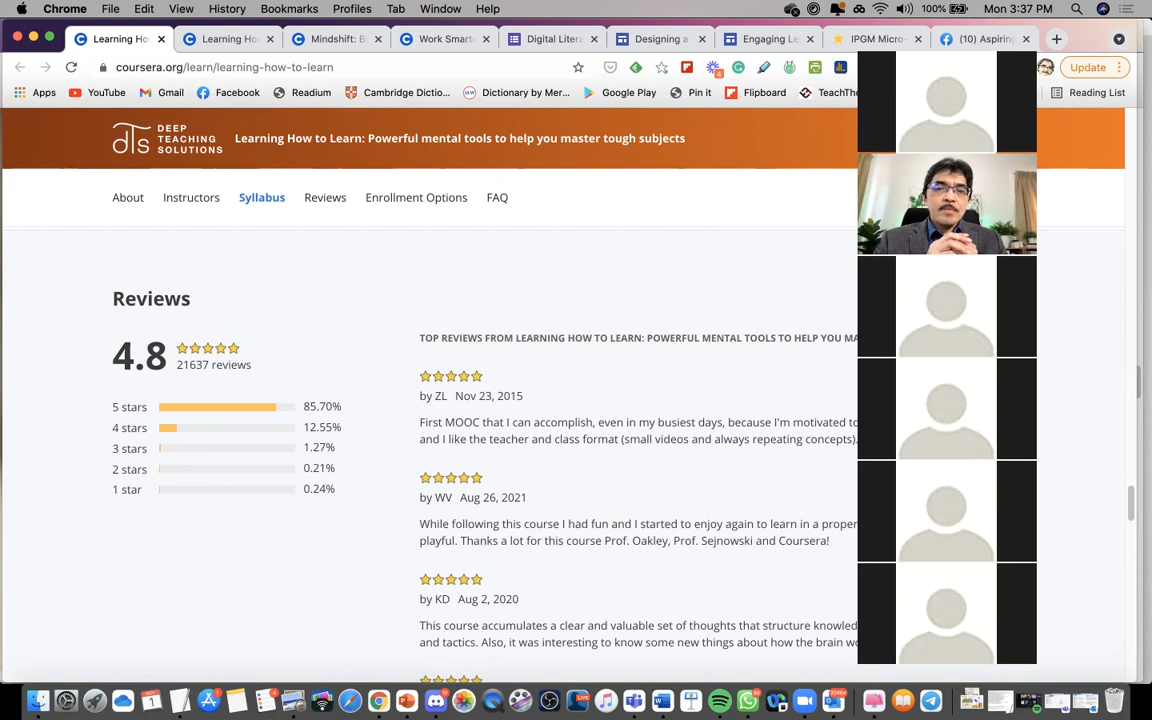 Chrome File Edit View History Bookmarks Profiles Tab Window Help 100% Mon 3:37 PM
Learning Ho Learning Ho Mindshift: B Work Smarte Digital Litera Designing a Engaging Le IPGM Micro- (10) Aspiring
coursera.org/learn/learning-how-to-learn 4 Update
Apps YouTube Gmail Facebook Readium Cambridge Dictio... Dictionary by Mer... Google Play Pin it Flipboard TeachTho Reading List
DEEP
TEACHING
SOLUTIONS
Learning How to Learn: Powerful mental tools to help you master tough subjects
About Instructors Syllabus Reviews Enrollment Options FAQ
Reviews
4.8
21637 reviews
5 stars 85.70%
4 stars 12.55%
3 stars 1.27%
2 stars 0.21%
1 star 0.24%
TOP REVIEWS FROM LEARNING HOW TO LEARN: POWERFUL MENTAL TOOLS TO HELP YOU MA
by ZL Nov 23, 2015
First MOOC that I can accomplish, even in my busiest days, because I'm motivated to
and I like the teacher and class format (small videos and always repeating concepts).
by WV Aug 26, 2021
While following this course I had fun and I started to enjoy again to learn in a proper
playful. Thanks a lot for this course Prof. Oakley, Prof. Sejnowski and Coursera!
by KD Aug 2, 2020
This course accumulates a clear and valuable set of thoughts that structure knowled
and tactics. Also, it was interesting to know some new things about how the brain wo